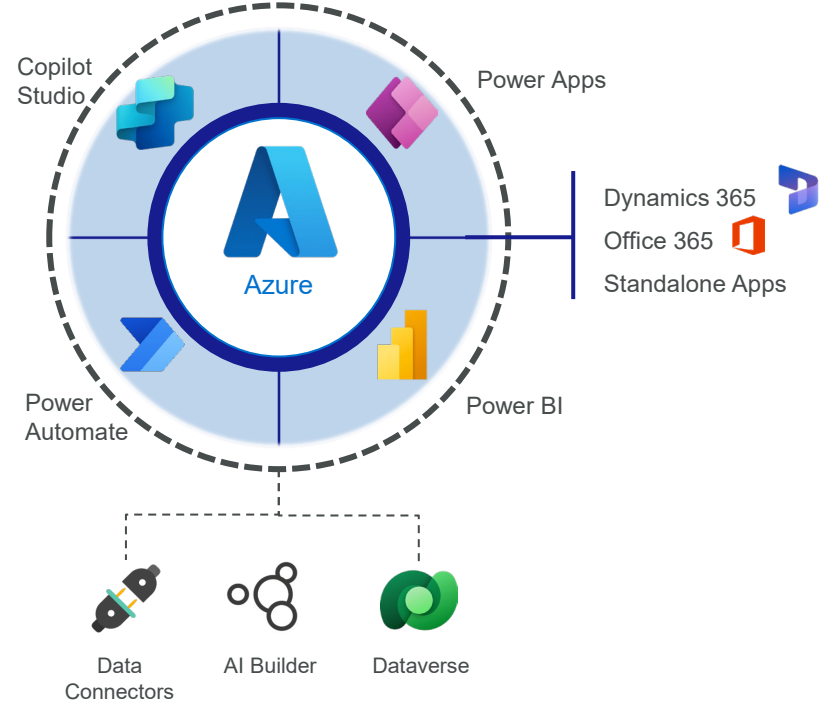 Copilot
Studio
Power Apps
Azure
Dynamics 365
Office 365
Standalone Apps
Power
Automate
Power BI
Data
Connectors
AI Builder
Dataverse